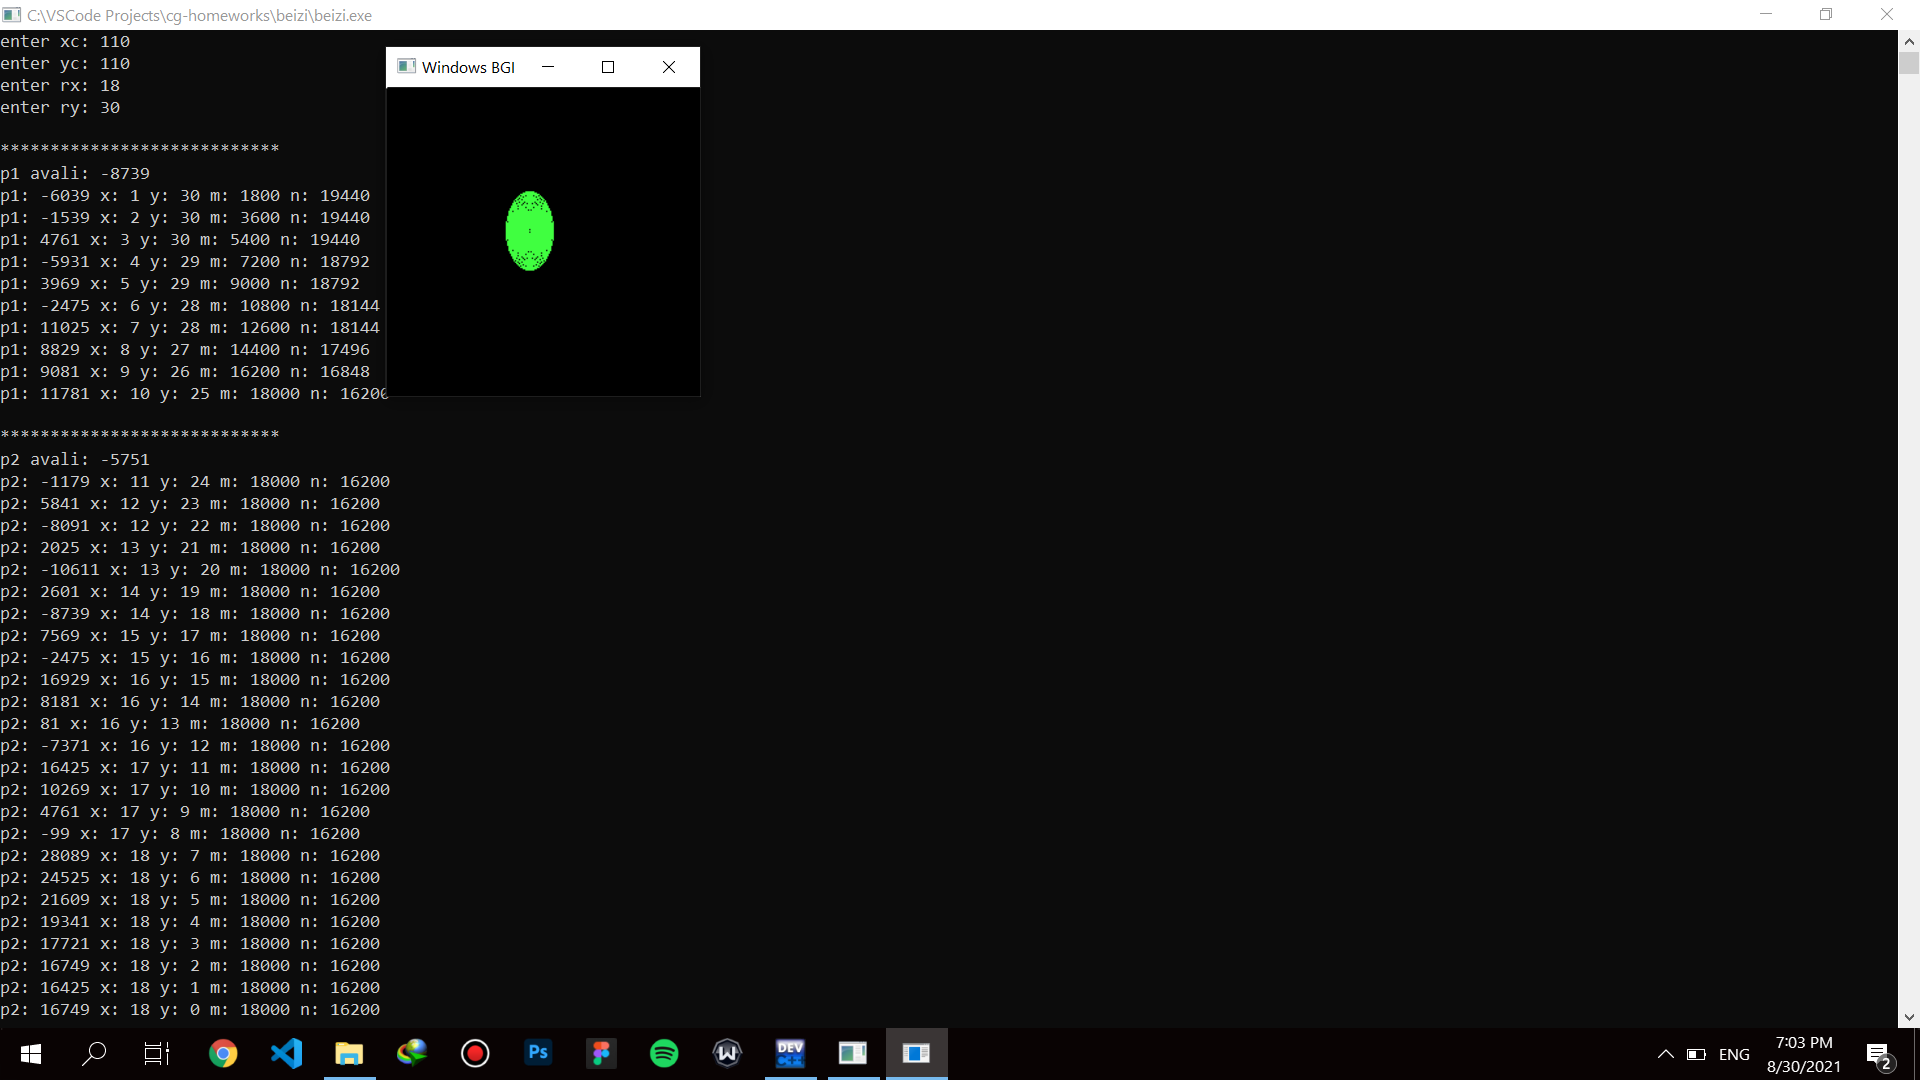 C:\VSCode Projects\cg-homeworks\beizi\beizi.exe
enter xc: 110
enter yc: 110
enter rx: 18
enter ry: 30
Windows BGI
****************************
p1 avali: -8739
p1: -6039 x: 1 y: 30 m: 1800 n: 19440
p1: -1539 x: 2 y: 30 m: 3600 n: 19440
p1: 4761 x: 3 y: 30 m: 5400 n: 19440
p1: -5931 x: 4 y: 29 m: 7200 n: 18792
p1: 3969 x: 5 y: 29 m: 9000 n: 18792
p1: -2475 x: 6 y: 28 m: 10800 n: 18144
p1: 11025 x: 7 y: 28 m: 12600 n: 18144
p1: 8829 x: 8 y: 27 m: 14400 n: 17496
p1: 9081 x: 9 y: 26 m: 16200 n: 16848
p1: 11781 x: 10 y: 25 m: 18000 n: 16200
****************************
p2 avali: -5751
p2: -1179 x: 11 y: 24 m: 18000 n: 16200
p2: 5841 x: 12 y: 23 m: 18000 n: 16200
p2: -8091 x: 12 y: 22 m: 18000 n: 16200
p2: 2025 x: 13 y: 21 m: 18000 n: 16200
p2: -10611 x: 13 y: 20 m: 18000 n: 16200
p2: 2601 x: 14 y: 19 m: 18000 n: 16200
p2: -8739 x: 14 y: 18 m: 18000 n: 16200
p2: 7569 x: 15 y: 17 m: 18000 n: 16200
p2: -2475 x: 15 y: 16 m: 18000 n: 16200
p2: 16929 x: 16 y: 15 m: 18000 n: 16200
p2: 8181 x: 16 y: 14 m: 18000 n: 16200
p2: 81 x: 16 y: 13 m: 18000 n: 16200
p2: -7371 x: 16 y: 12 m: 18000 n: 16200
p2: 16425 x: 17 y: 11 m: 18000 n: 16200
p2: 10269 x: 17 y: 10 m: 18000 n: 16200
p2: 4761 x: 17 y: 9 m: 18000 n: 16200
p2: -99 x: 17 y: 8 m: 18000 n: 16200
p2: 28089 x: 18 y: 7 m: 18000 n: 16200
p2: 24525 x: 18 y: 6 m: 18000 n: 16200
p2: 21609 x: 18 y: 5 m: 18000 n: 16200
p2: 19341 x: 18 y: 4 m: 18000 n: 16200
p2: 17721 x: 18 y: 3 m: 18000 n: 16200
p2: 16749 x: 18 y: 2 m: 18000 n: 16200
p2: 16425 x: 18 y: 1 m: 18000 n: 16200
p2: 16749 x: 18 y: 0 m: 18000 n: 16200
Ps
DEV
ENG
7:03 PM
8/30/2021
2